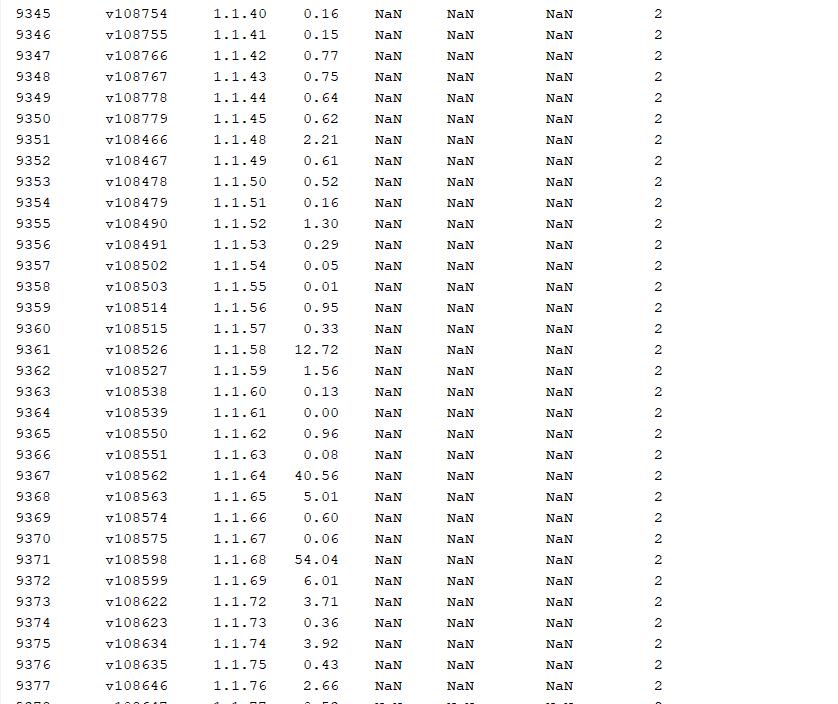 9345 v108754 1.1.40 0.16 NaN NaN NaN 2
9346 v108755 1.1.41 0.15 NaN NaN NaN 2
9347 v108766 1.1.42 0.77 NaN NaN NaN 2
9348 v108767 1.1.43 0.75 NaN NaN NaN 2
9349 v108778 1.1.44 0.64 NaN NaN NaN 2
9350 v108779 1.1.45 0.62 NaN NaN NaN 2
9351 v108466 1.1.48 2.21 NaN NaN NaN 2
9352 v108467 1.1.49 0.61 NaN NaN NaN 2
9353 v108478 1.1.50 0.52 NaN NaN NaN 2
9354 v108479 1.1.51 0.16 NaN NaN NaN 2
9355 v108490 1.1.52 1.30 NaN NaN NaN 2
9356 v108491 1.1.53 0.29 NaN NaN NaN 2
9357 v108502 1.1.54 0.05 NaN NaN NaN 2
9358 v108503 1.1.55 0.01 NaN NaN NaN 2
9359 v108514 1.1.56 0.95 NaN NaN NaN 2
9360 v108515 1.1.57 0.33 NaN NaN NaN 2
9361 v108526 1.1.58 12.72 NaN NaN NaN 2
9362 v108527 1.1.59 1.56 NaN NaN NaN 2
9363 v108538 1.1.60 0.13 NaN NaN NaN 2
9364 v108539 1.1.61 0.00 NaN NaN NaN 2
9365 v108550 1.1.62 0.96 NaN NaN NaN 2
9366 v108551 1.1.63 0.08 NaN NaN NaN 2
9367 v108562 1.1.64 40.56 NaN NaN NaN 2
9368 v108563 1.1.65 5.01 NaN NaN NaN 2
9369 v108574 1.1.66 0.60 NaN NaN NaN 2
9370 v108575 1.1.67 0.06 NaN NaN NaN 2
9371 v108598 1.1.68 54.04 NaN NaN NaN 2
9372 v108599 1.1.69 6.01 NaN NaN NaN 2
9373 v108622 1.1.72 3.71 NaN NaN NaN 2
9374 v108623 1.1.73 0.36 NaN NaN NaN 2
9375 v108634 1.1.74 3.92 NaN NaN NaN 2
9376 v108635 1.1.75 0.43 NaN NaN NaN 2
9377 v108646 1.1.76 2.66 NaN NaN NaN 2